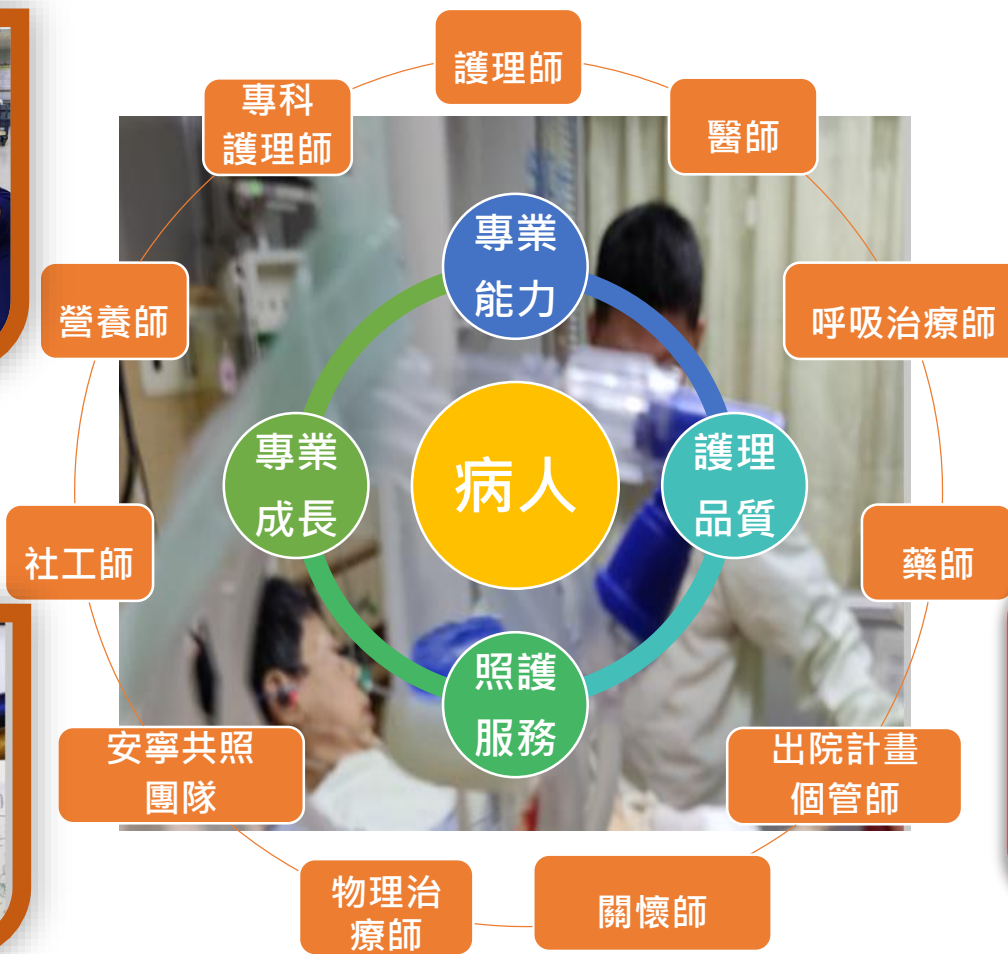 護理師
醫師
呼吸治療師
藥師
出院計畫
個管師
關懷師
物理治
療師
安寧共照
團隊
社工師
營養師
專科
護理師
專業
能力
護理
品質
照護
服務
專業
成長
病人